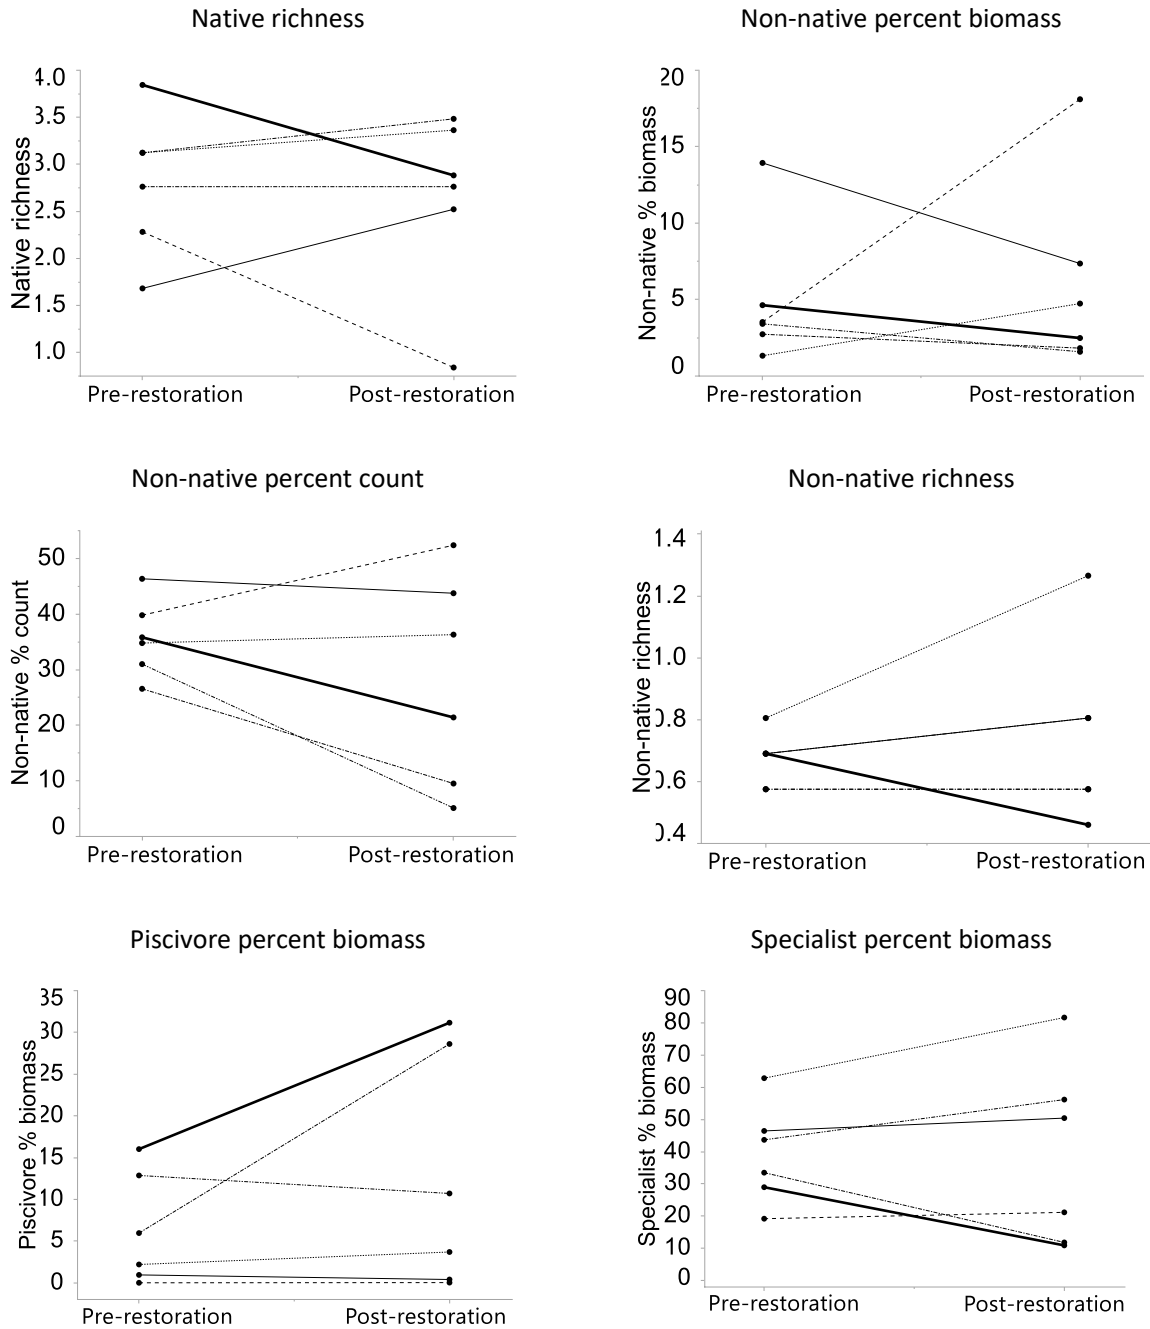 Native richness
Non-native percent biomass
4.0
3.5
3.0
2.5
2.0
1.5
1.0
Native richness
Pre-restoration
Post-restoration
20
15
10
5
0
Non-native % biomass
Pre-restoration
Post-restoration
Non-native percent count
Non-native richness
50
40
30
20
10
0
Non-native % count
Pre-restoration
Post-restoration
1.4
1.2
1.0
0.8
0.6
0.4
Non-native richness
Pre-restoration
Post-restoration
Piscivore percent biomass
Specialist percent biomass
35
30
25
20
15
10
5
0
Piscivore % biomass
Pre-restoration
Post-restoration
90
80
70
60
50
40
30
20
10
0
Specialist % biomass
Pre-restoration
Post-restoration